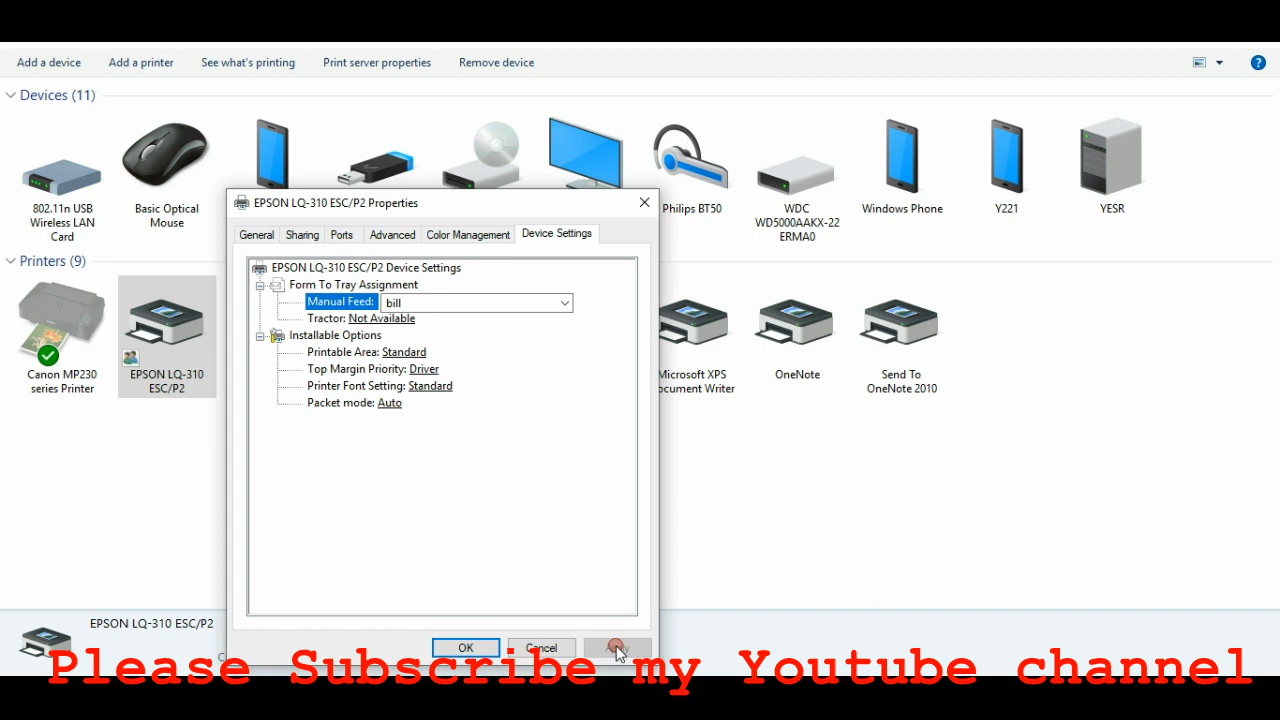 Add a device
Add a printer
See what's printing
Print server properties
Remove device
?
Devices (11)
802.11n USB
Wireless LAN
Card
Basic Optical
Mouse
Philips BT50
WDC
WD5000AAKX-22
ERMA0
Windows Phone
Y221
YESR
Printers (9)
Canon MP230
series Printer
EPSON LQ-310
ESC/P2
Microsoft XPS
ocument Writer
OneNote
Send To
OneNote 2010
EPSON LQ-310 ESC/P2 Properties
General
Sharing
Ports
Advanced
Color Management
Device Settings
EPSON LQ-310 ESC/P2 Device Settings
Form To Tray Assignment
Manual Feed: bill
Tractor: Not Available
Installable Options
Printable Area: Standard
Top Margin Priority: Driver
Printer Font Setting: Standard
Packet mode: Auto
OK
Cancel
EPSON LQ-310 ESC/P2
Please Subscribe my Youtube channel